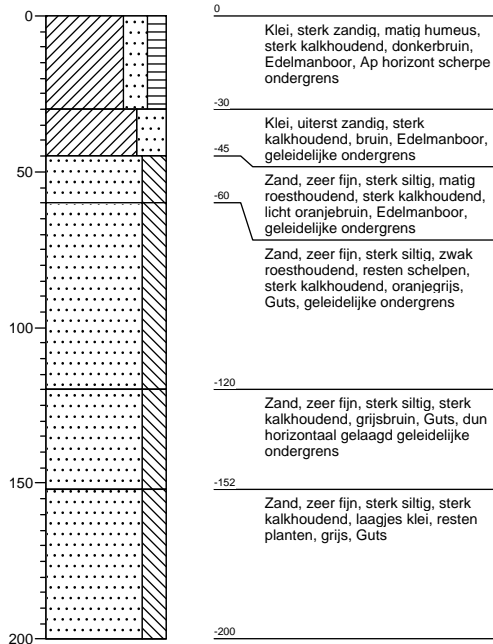 0
50
100
150
200
0
Klei, sterk zandig, matig humeus,
sterk kalkhoudend, donkerbruin,
Edelmanboor, Ap horizont scherpe
ondergrens
-30
Klei, uiterst zandig, sterk
kalkhoudend, bruin, Edelmanboor,
geleidelijke ondergrens
-45
Zand, zeer fijn, sterk siltig, matig
roesthoudend, sterk kalkhoudend,
licht oranjebruin, Edelmanboor,
geleidelijke ondergrens
-60
Zand, zeer fijn, sterk siltig, zwak
roesthoudend, resten schelpen,
sterk kalkhoudend, oranjegrijs,
Guts, geleidelijke ondergrens
-120
Zand, zeer fijn, sterk siltig, sterk
kalkhoudend, grijsbruin, Guts, dun
horizontaal gelaagd geleidelijke
ondergrens
-152
Zand, zeer fijn, sterk siltig, sterk
kalkhoudend, laagjes klei, resten
planten, grijs, Guts
-200